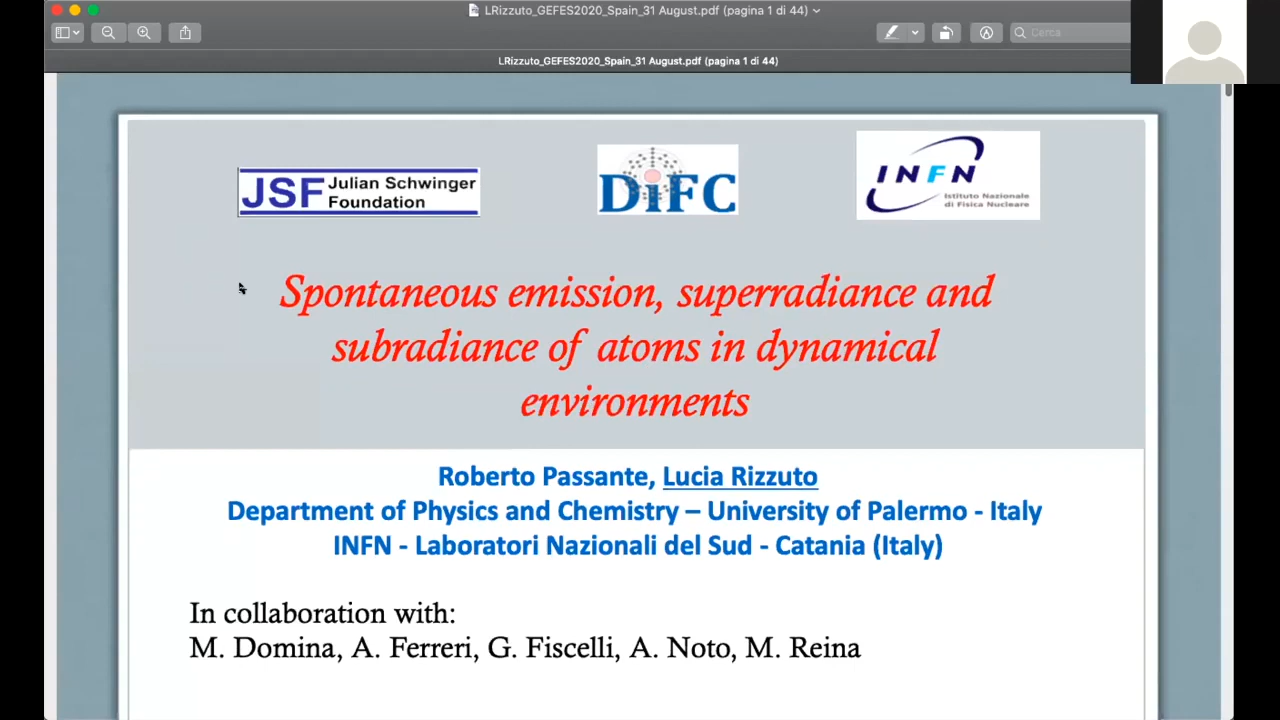 LRizzuto_GEFES2020_Spain_31 August.pdf (pagina 1 di 44)
Cerca
LRizzuto_GEFES2020_Spain_31 August.pdf (pagina 1 di 44)
JSF Julian Schwinger
Foundation
DiFC
INFN
Istituto Nazionale
di Fisica Nucleare
Spontaneous emission, superradiance and
subradiance of atoms in dynamical
environments
Roberto Passante, Lucia Rizzuto
Department of Physics and Chemistry – University of Palermo - Italy
INFN - Laboratori Nazionali del Sud - Catania (Italy)
In collaboration with:
M. Domina, A. Ferreri, G. Fiscelli, A. Noto, M. Reina